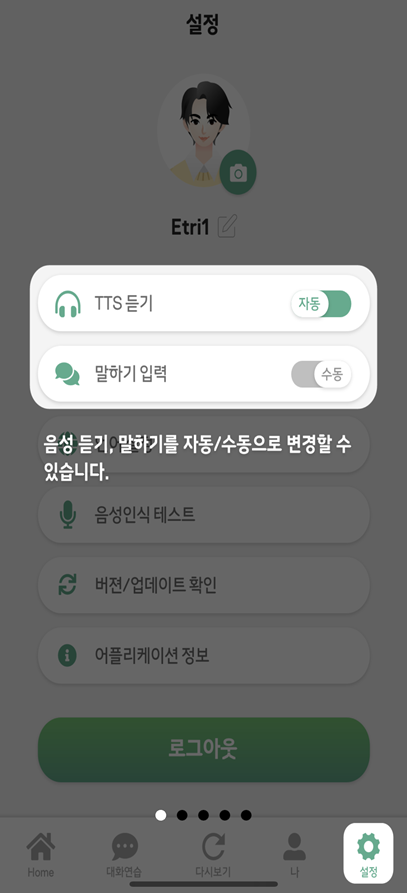 설정
Etri1
TTS 듣기
자동
말하기 입력
수동
음성 듣기, 말하기를 자동/수동으로 변경할 수
있습니다.
음성인식 테스트
버젼/업데이트 확인
어플리케이션 정보
로그아웃
Home
대화연습
다시보기
나
설정